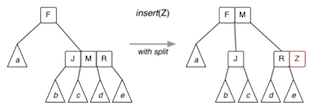 F insert(Z) F M
with split
a J M R a J R Z
b c d e b c d e